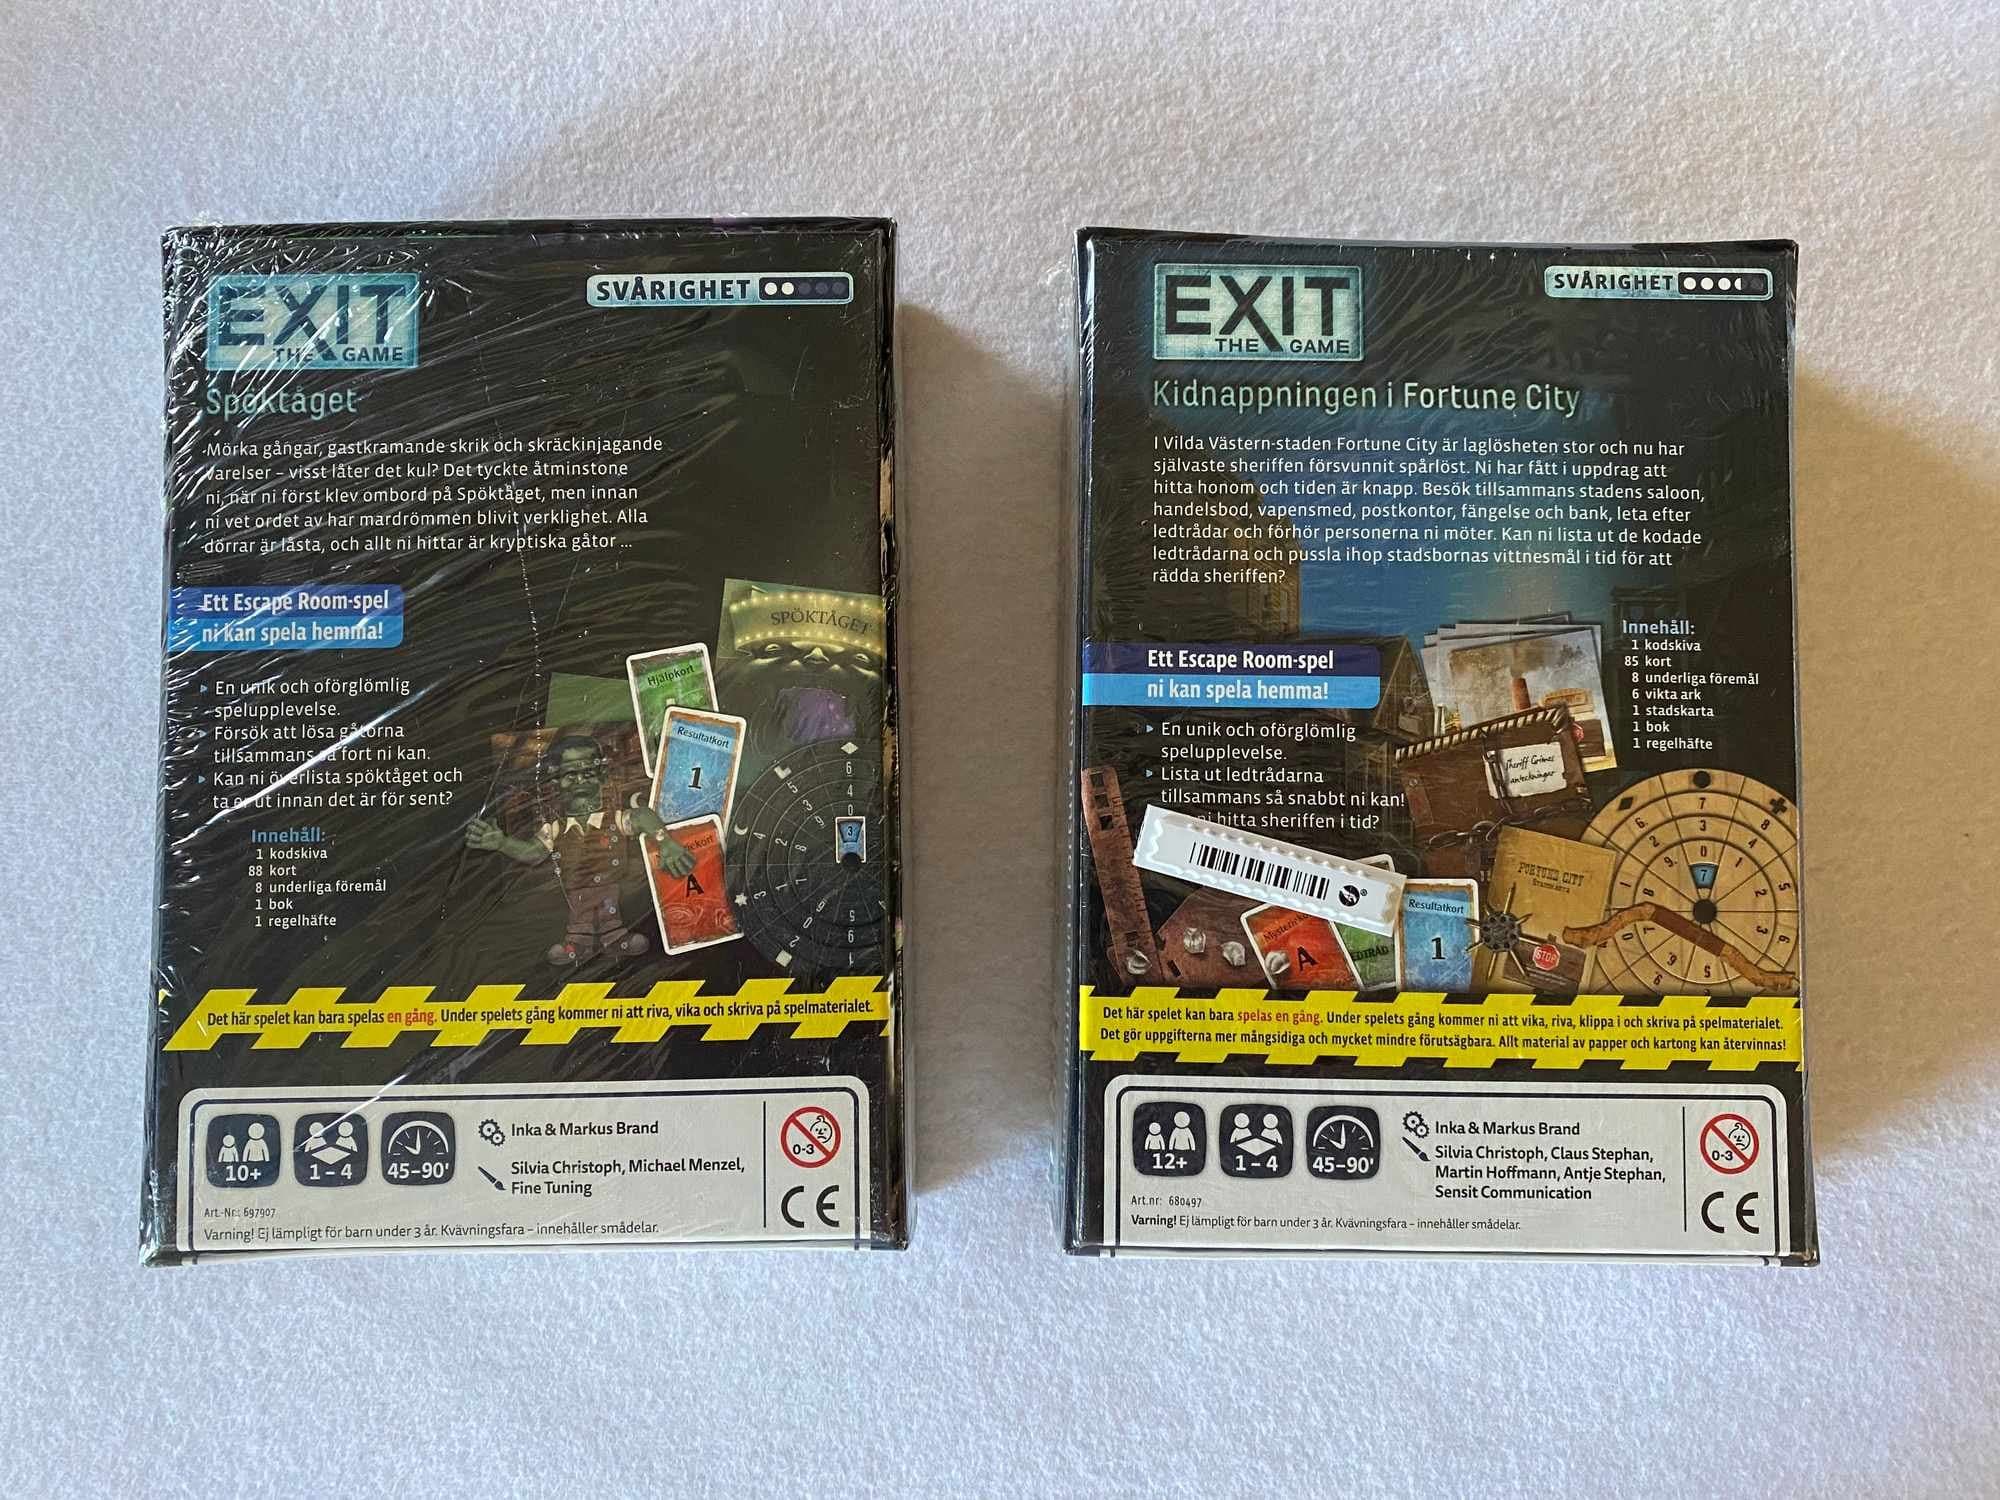 EXIT
THE GAME
SVÅRIGHET
Spöktåget
Mörka gångar, gastkramande skrik och skräckinjagande
varelser – visst låter det kul? Det tyckte åtminstone
ni, när ni först klev ombord på Spöktåget, men innan
ni vet ordet av har mardrömmen blivit verklighet. Alla
dörrar är låsta, och allt ni hittar är kryptiska gåtor ...
Ett Escape Room-spel
ni kan spela hemma!
En unik och oförglömlig
spelupplevelse.
Försök att lösa gåtorna
tillsammans så fort ni kan.
Kan ni överlista spöktåget och
ta er ut innan det är för sent?
Innehåll:
1 kodskiva
88 kort
8 underliga föremål
1 bok
1 regelhäfte
SPÖKTÅGET
Hjälpkort
Resultatkort
1
A
Det här spelet kan bara spelas en gång. Under spelets gång kommer ni att riva, vika och skriva på spelmaterialet.
10+
1 – 4
45–90'
Inka & Markus Brand
Silvia Christoph, Michael Menzel,
Fine Tuning
0-3
CE
Art.-Nr.: 697907
Varning! Ej lämpligt för barn under 3 år. Kvävningsfara – innehåller smådelar.
EXIT
THE GAME
SVÅRIGHET
Kidnappningen i Fortune City
I Vilda Västern-staden Fortune City är laglösheten stor och nu har
självaste sheriffen försvunnit spårlöst. Ni har fått i uppdrag att
hitta honom och tiden är knapp. Besök tillsammans stadens saloon,
handelsbod, vapensmed, postkontor, fängelse och bank, leta efter
ledtrådar och förhör personerna ni möter. Kan ni lista ut de kodade
ledtrådarna och pussla ihop stadsbornas vittnesmål i tid för att
rädda sheriffen?
Innehåll:
1 kodskiva
85 kort
8 underliga föremål
6 vikta ark
1 stadskarta
1 bok
1 regelhäfte
Ett Escape Room-spel
ni kan spela hemma!
En unik och oförglömlig
spelupplevelse.
Lista ut ledtrådarna
tillsammans så snabbt ni kan!
ni hitta sheriffen i tid?
Sheriff Grimes
anteckningar
FORTUNE CITY
STADSKARTA
A
Resultatkort
1
STOP
Det här spelet kan bara spelas en gång. Under spelets gång kommer ni att vika, riva, klippa i och skriva på spelmaterialet.
Det gör uppgifterna mer mångsidiga och mycket mindre förutsägbara. Allt material av papper och kartong kan återvinnas!
12+
1 – 4
45–90'
Inka & Markus Brand
Silvia Christoph, Claus Stephan,
Martin Hoffmann, Antje Stephan,
Sensit Communication
0-3
CE
Art.nr: 680497
Varning! Ej lämpligt för barn under 3 år. Kvävningsfara – innehåller smådelar.